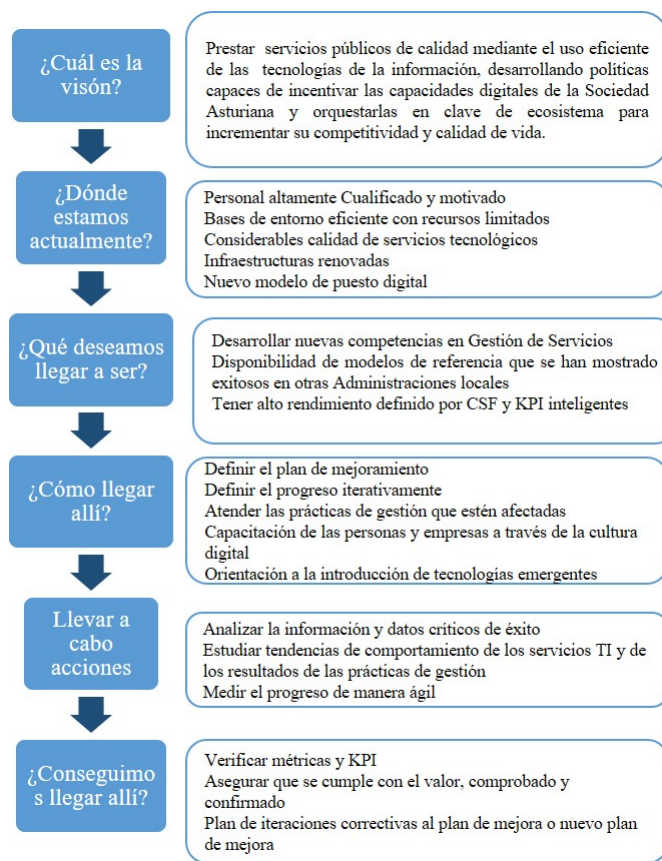 ¿Cuál es la
visón?
Prestar servicios públicos de calidad mediante el uso eficiente
de las tecnologías de la información, desarrollando políticas
capaces de incentivar las capacidades digitales de la Sociedad
Asturiana y orquestarlas en clave de ecosistema para
incrementar su competitividad y calidad de vida.
¿Dónde
estamos
actualmente?
Personal altamente Cualificado y motivado
Bases de entorno eficiente con recursos limitados
Considerables calidad de servicios tecnológicos
Infraestructuras renovadas
Nuevo modelo de puesto digital
¿Qué deseamos
llegar a ser?
Desarrollar nuevas competencias en Gestión de Servicios
Disponibilidad de modelos de referencia que se han mostrado
exitosos en otras Administraciones locales
Tener alto rendimiento definido por CSF y KPI inteligentes
¿Cómo llegar
allí?
Definir el plan de mejoramiento
Definir el progreso iterativamente
Atender las prácticas de gestión que estén afectadas
Capacitación de las personas y empresas a través de la cultura
digital
Orientación a la introducción de tecnologías emergentes
Llevar a
cabo
acciones
Analizar la información y datos críticos de éxito
Estudiar tendencias de comportamiento de los servicios TI y de
los resultados de las prácticas de gestión
Medir el progreso de manera ágil
¿Conseguimo
s llegar allí?
Verificar métricas y KPI
Asegurar que se cumple con el valor, comprobado y
confirmado
Plan de iteraciones correctivas al plan de mejora o nuevo plan
de mejora